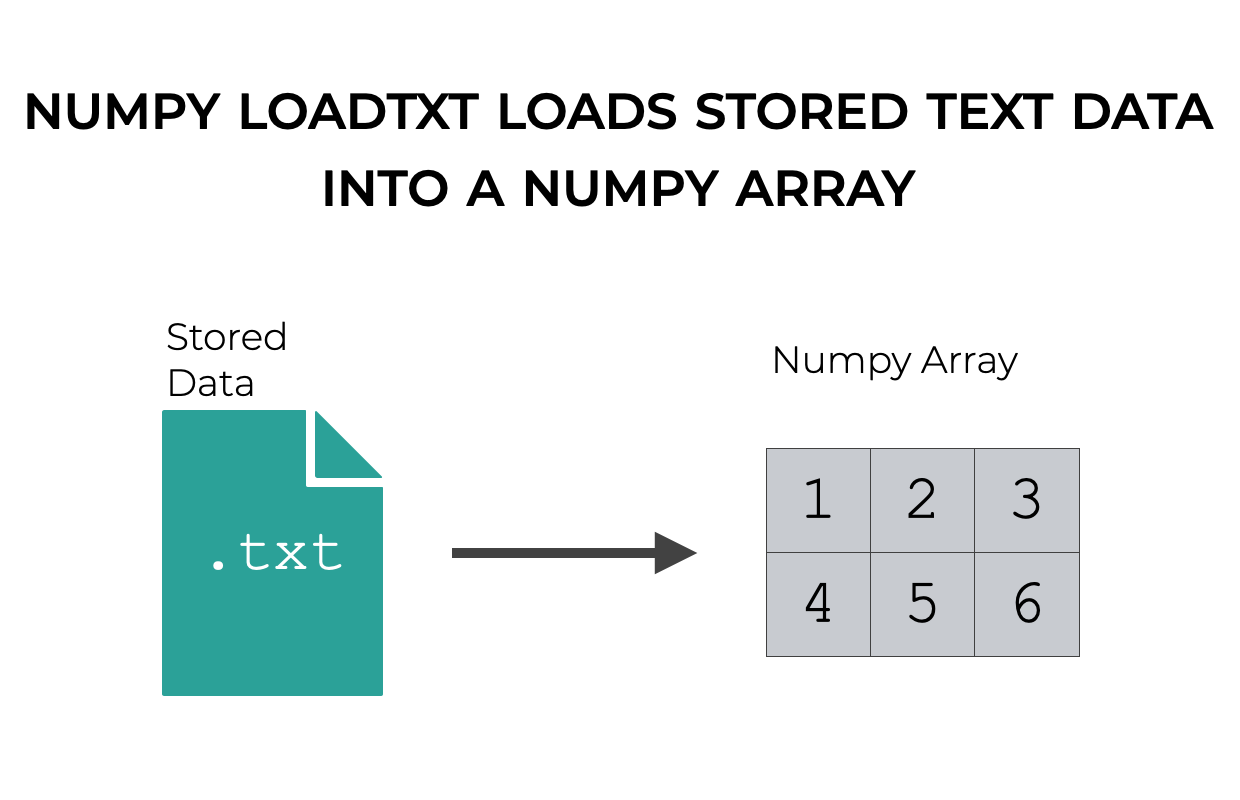 NUMPY LOADTXT LOADS STORED TEXT DATA
INTO A NUMPY ARRAY
Stored
Data
.txt
Numpy Array
1 2 3
4 5 6